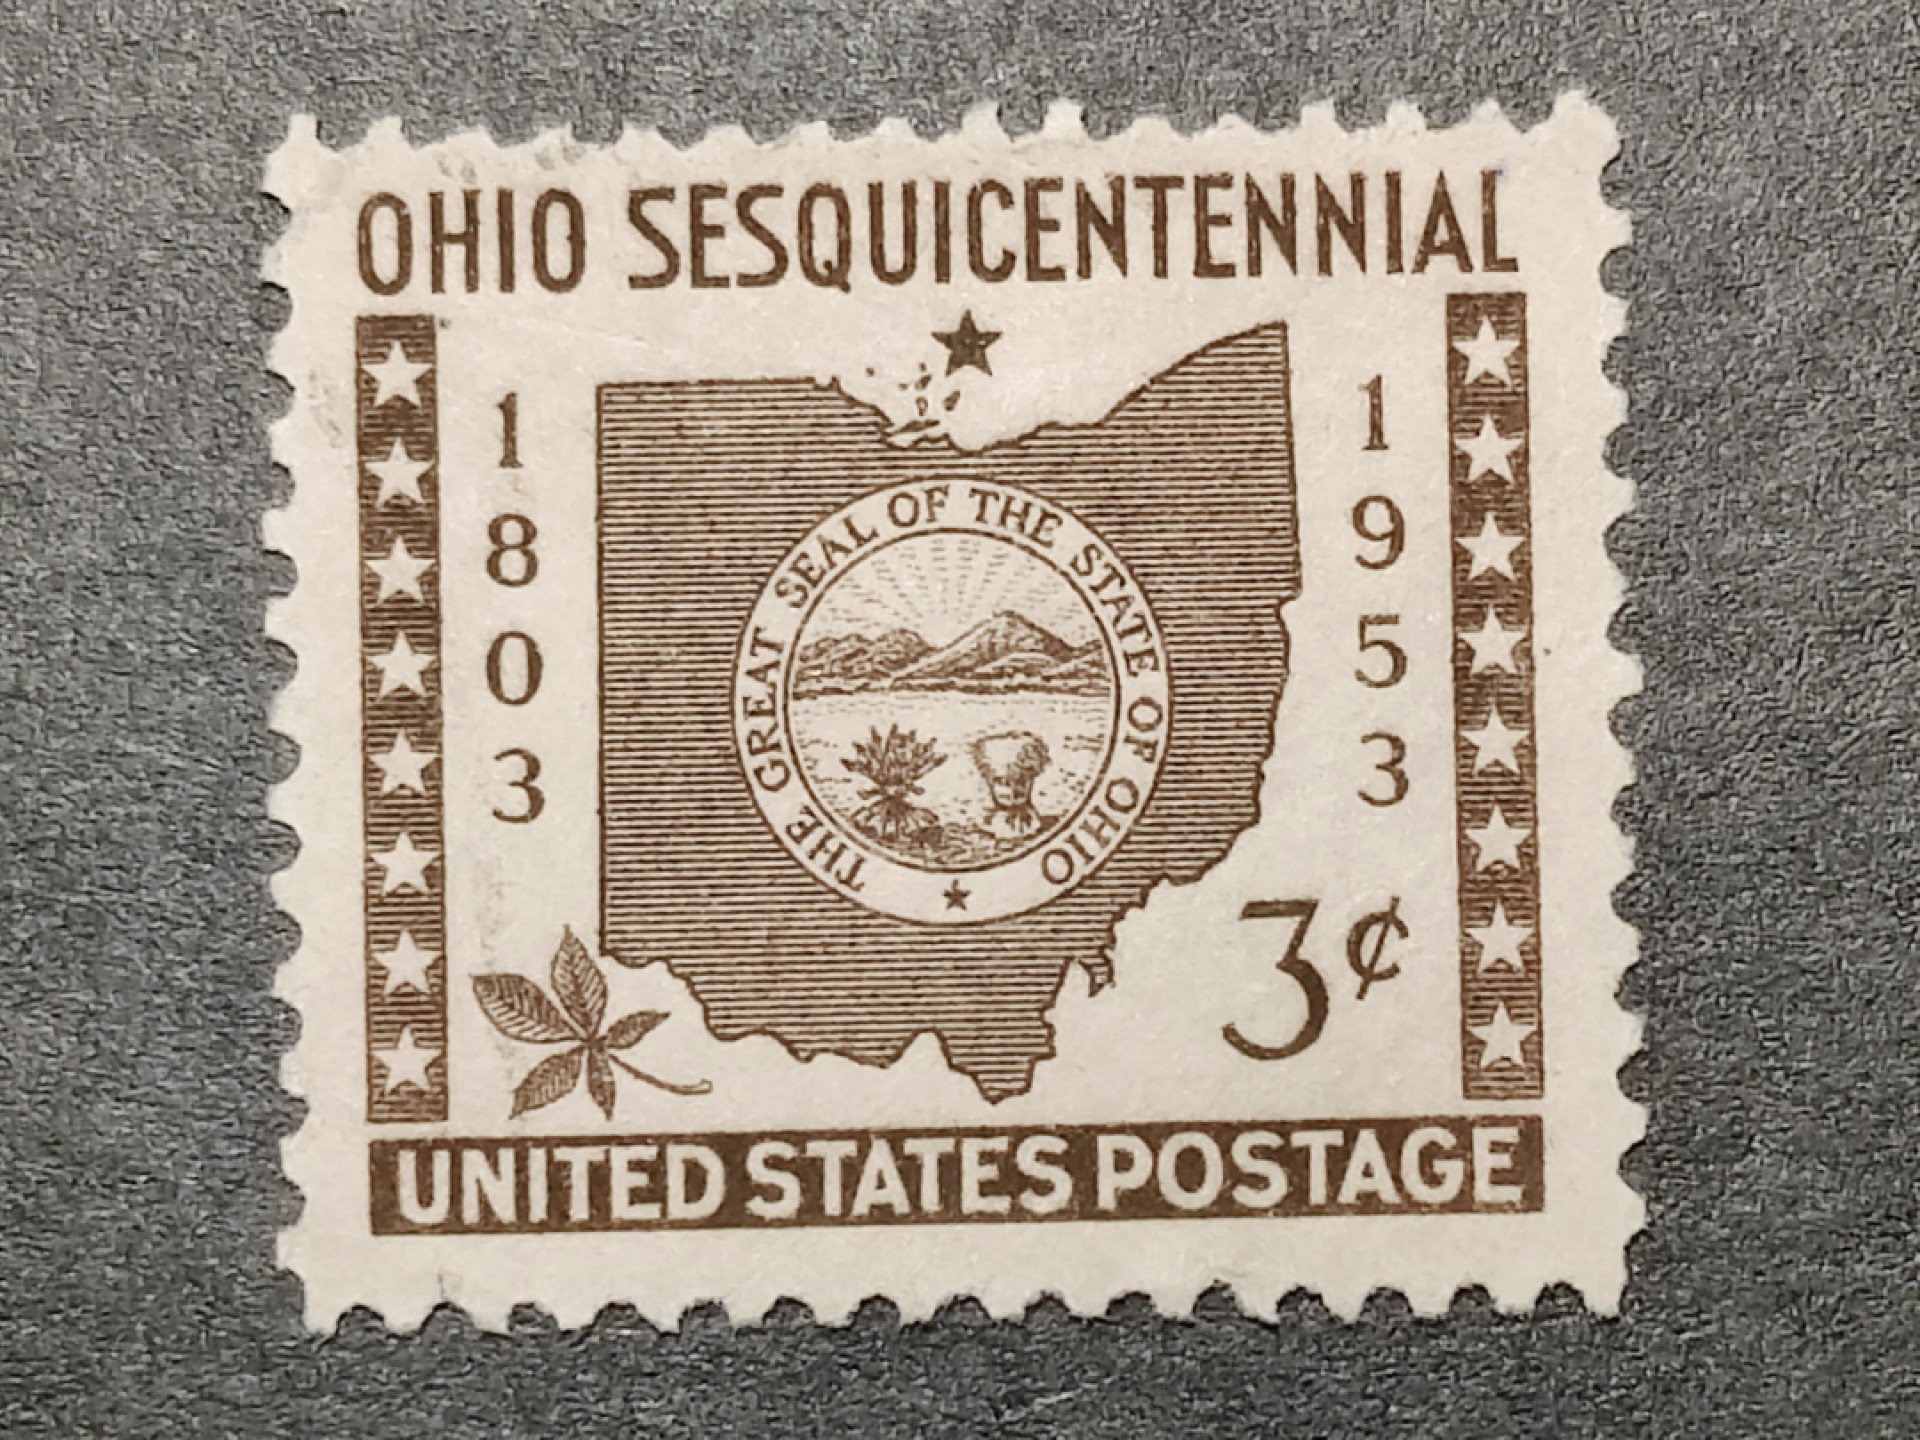 OHIO SESQUICENTENNIAL
1803
1953
THE GREAT SEAL OF THE STATE OF OHIO
3¢
UNITED STATES POSTAGE